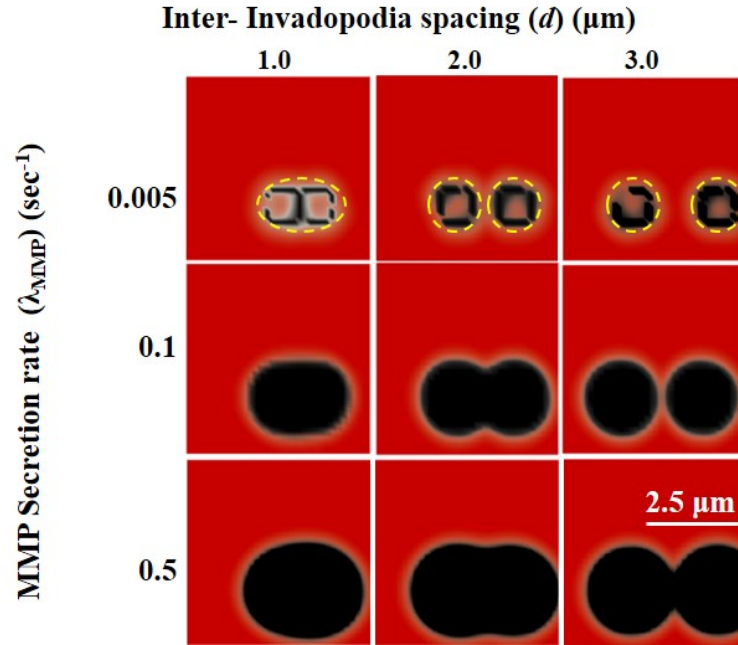 Inter- Invadopodia spacing (d) (μm)
1.0 2.0 3.0
MMP Secretion rate (λMMP) (sec-1)
0.005
0.1
0.5
2.5 μm